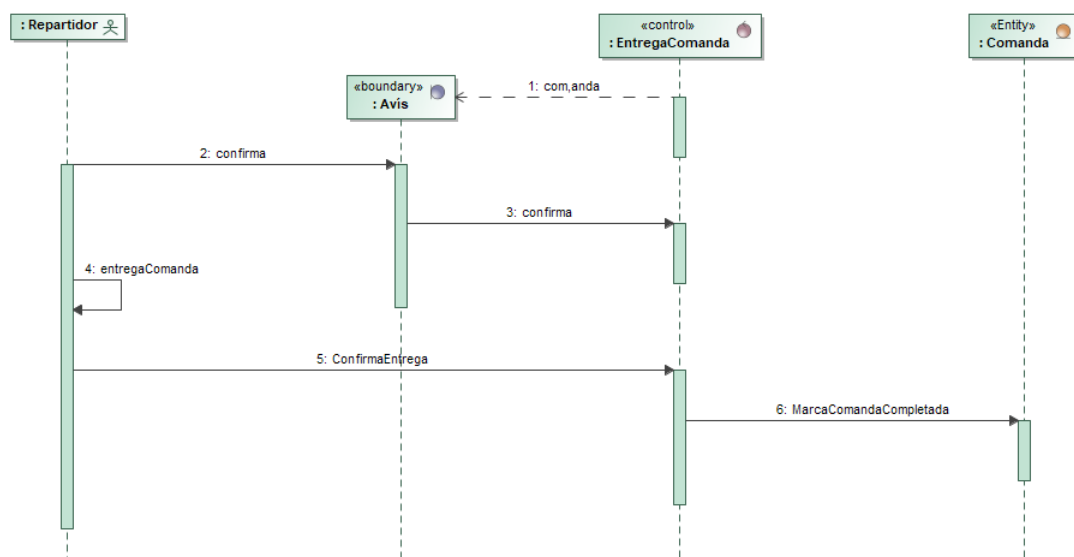 : Repartidor
«control»
: EntregaComanda
«Entity»
: Comanda
«boundary»
: Avís
1: com,anda
2: confirma
3: confirma
4: entregaComanda
5: ConfirmaEntrega
6: MarcaComandaCompletada